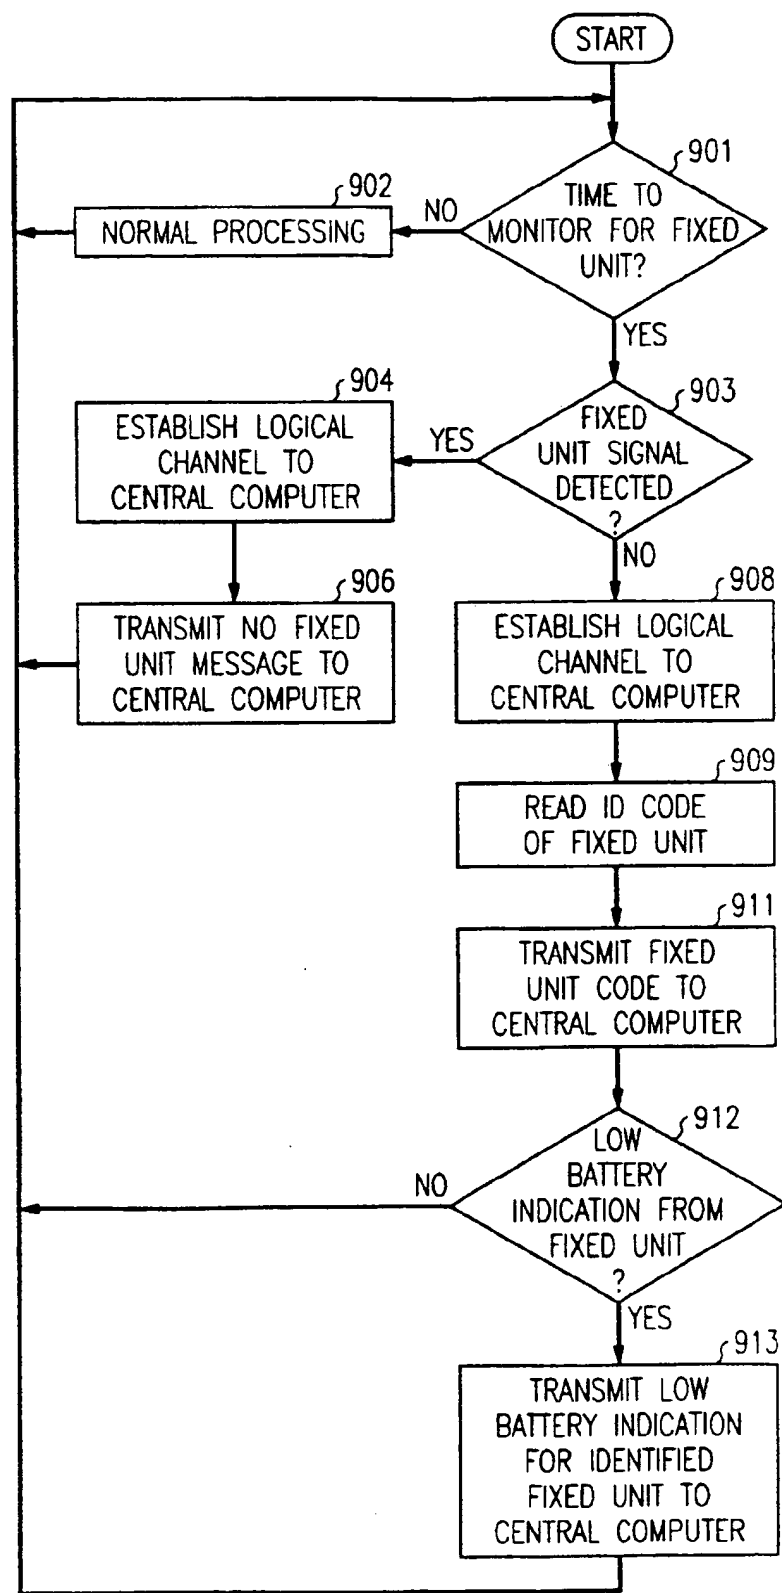 START
901
TIME TO
MONITOR FOR FIXED
UNIT?
NO
902
NORMAL PROCESSING
YES
903
FIXED
UNIT SIGNAL
DETECTED
?
YES
904
ESTABLISH LOGICAL
CHANNEL TO
CENTRAL COMPUTER
NO
906
TRANSMIT NO FIXED
UNIT MESSAGE TO
CENTRAL COMPUTER
908
ESTABLISH LOGICAL
CHANNEL TO
CENTRAL COMPUTER
909
READ ID CODE
OF FIXED UNIT
911
TRANSMIT FIXED
UNIT CODE TO
CENTRAL COMPUTER
912
LOW
BATTERY
INDICATION FROM
FIXED UNIT
?
NO
YES
913
TRANSMIT LOW
BATTERY INDICATION
FOR IDENTIFIED
FIXED UNIT TO
CENTRAL COMPUTER